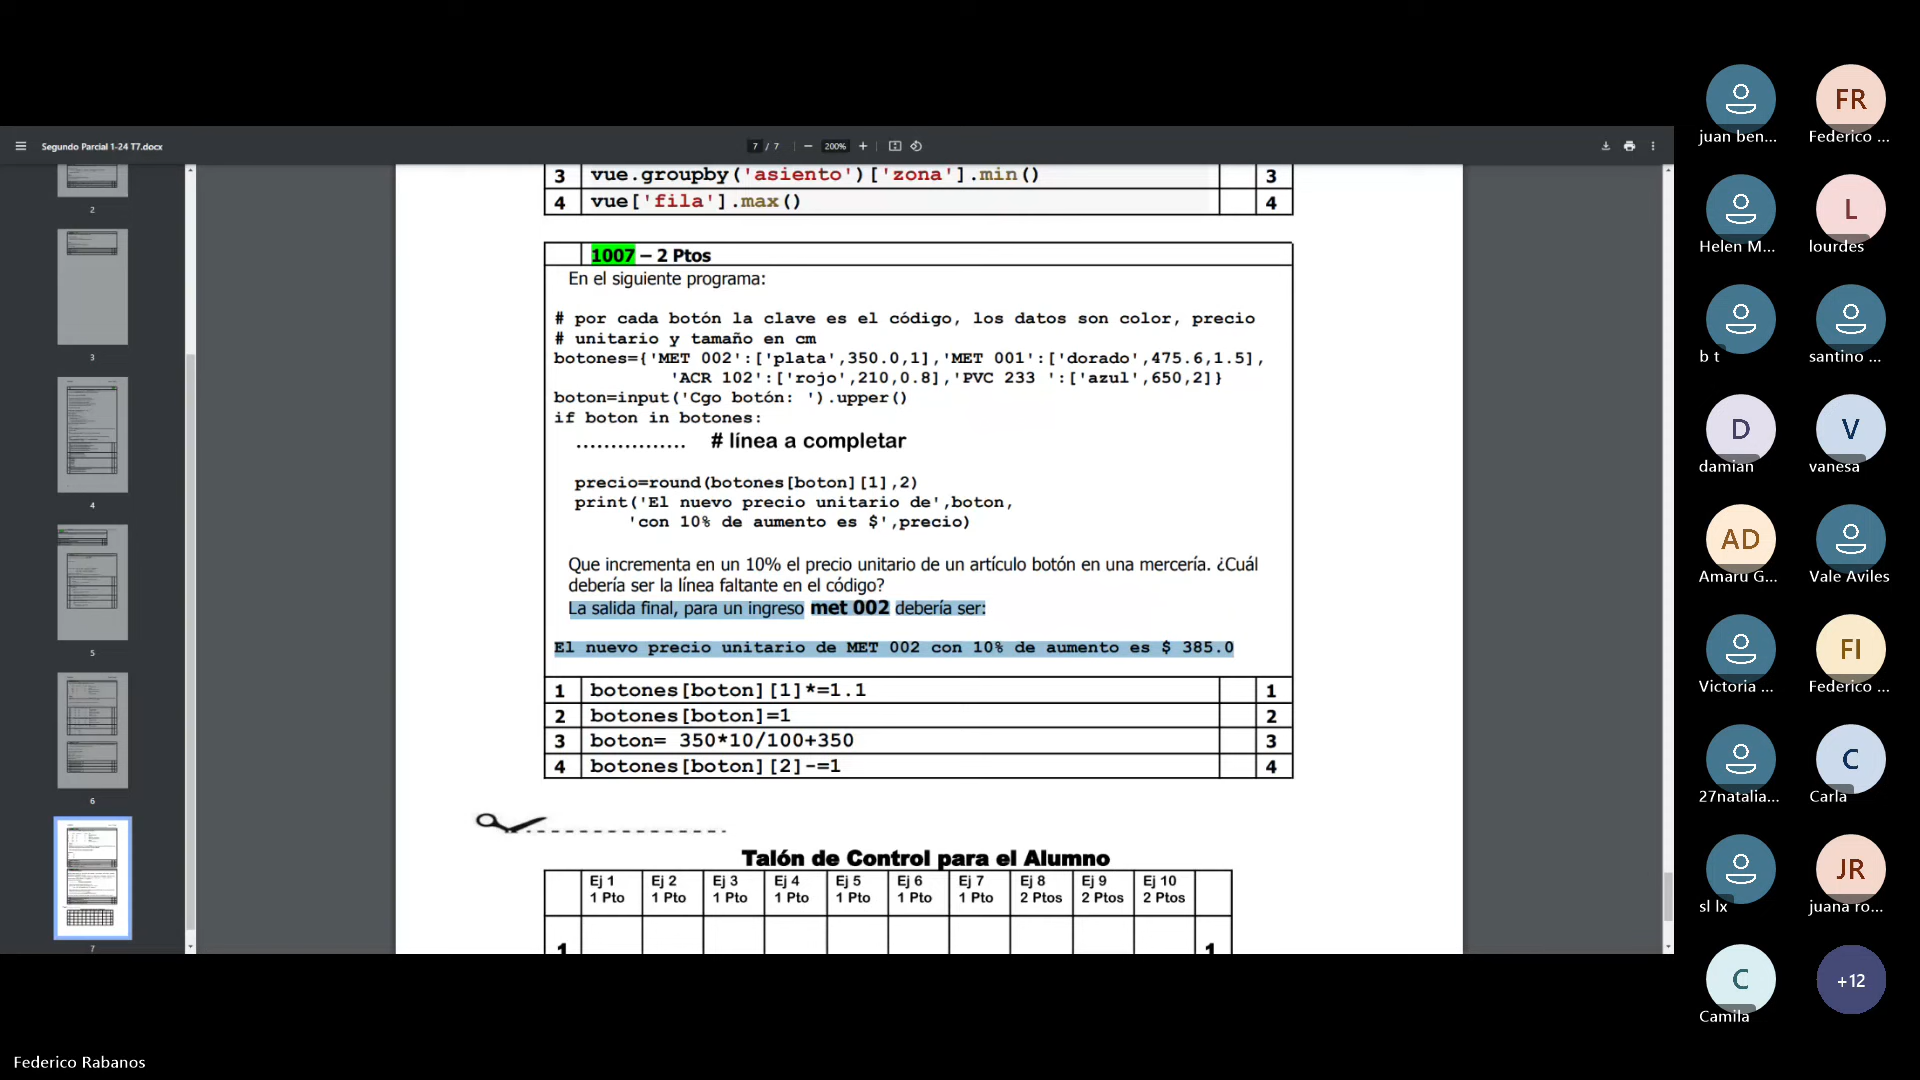 Segundo Parcial 1-24 T7.docx
7 / 7
200%
2
3
4
5
6
7
3 vue.groupby('asiento')['zona'].min() 3
4 vue['fila'].max() 4
1007 – 2 Ptos
En el siguiente programa:
# por cada botón la clave es el código, los datos son color, precio
# unitario y tamaño en cm
botones={'MET 002':['plata',350.0,1],'MET 001':['dorado',475.6,1.5],
'ACR 102':['rojo',210,0.8],'PVC 233 ':['azul',650,2]}
boton=input('Cgo botón: ').upper()
if boton in botones:
................ # línea a completar
precio=round(botones[boton][1],2)
print('El nuevo precio unitario de',boton,
'con 10% de aumento es $',precio)
Que incrementa en un 10% el precio unitario de un artículo botón en una mercería. ¿Cuál
debería ser la línea faltante en el código?
La salida final, para un ingreso met 002 debería ser:
El nuevo precio unitario de MET 002 con 10% de aumento es $ 385.0
1 botones[boton][1]*=1.1 1
2 botones[boton]=1 2
3 boton= 350*10/100+350 3
4 botones[boton][2]-=1 4
Talón de Control para el Alumno
Ej 1 Ej 2 Ej 3 Ej 4 Ej 5 Ej 6 Ej 7 Ej 8 Ej 9 Ej 10
1 Pto 1 Pto 1 Pto 1 Pto 1 Pto 1 Pto 1 Pto 2 Ptos 2 Ptos 2 Ptos
1 1
juan ben...
FR
Federico ...
Helen M...
L
lourdes
b t
santino ...
D
damian
V
vanesa
AD
Amaru G...
Vale Aviles
Victoria ...
FI
Federico ...
27natalia...
C
Carla
sl lx
JR
juana ro...
C
Camila
+12
Federico Rabanos